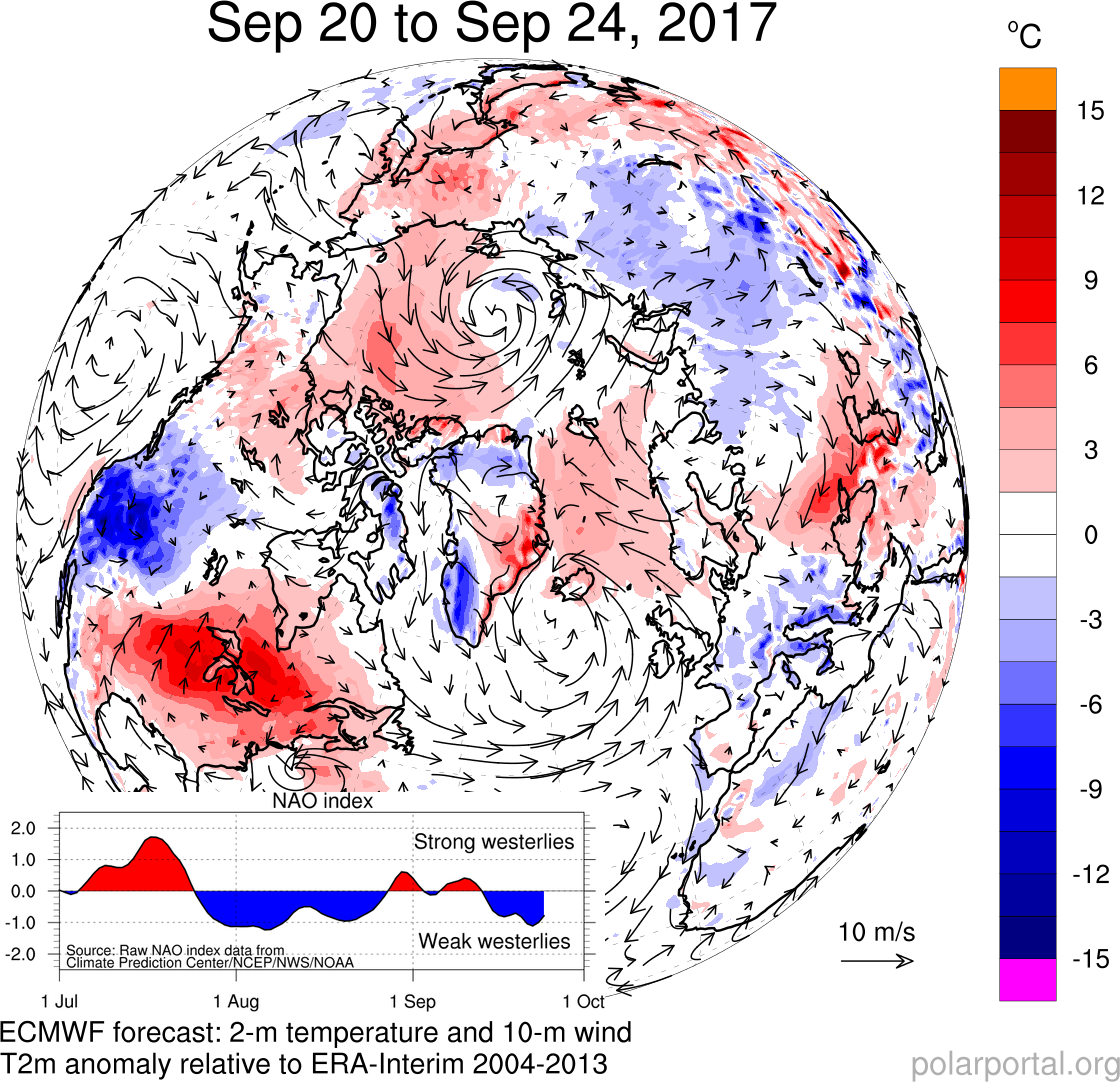 Sep 20 to Sep 24, 2017
°C
15
12
9
6
3
0
-3
-6
-9
-12
-15
NAO index
2.0
1.0
0.0
-1.0
-2.0
Strong westerlies
Weak westerlies
Source: Raw NAO index data from
Climate Prediction Center/NCEP/NWS/NOAA
1 Jul
1 Aug
1 Sep
1 Oct
10 m/s
ECMWF forecast: 2-m temperature and 10-m wind
T2m anomaly relative to ERA-Interim 2004-2013
polarportal.org